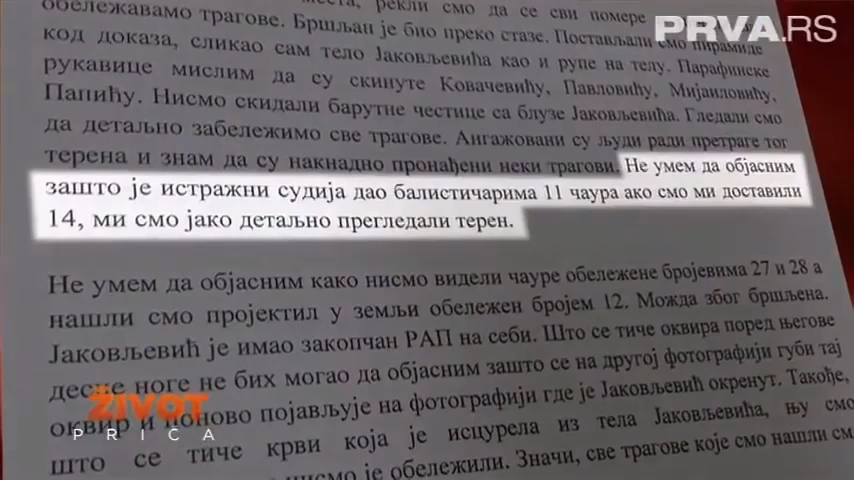 обележавамо трагове. Бршљан је био преко стазе. Постављали смо пирамиде
рекли смо да се сви помере
PRVA.RS
код доказа, сликао сам тело Јаковљевића као и рупе на телу. Парафинске
рукавице мислим да су скинуте Ковачевићу, Павловићу, Мијаиловићу,
Папићу. Нисмо скидали барутне честице са блузе Јаковљевића. Гледали смо
да детаљно забележимо све трагове. Ангажовани су људи ради претраге тог
терена и знам да су накнадно пронађени неки трагови. Не умем да објасним
зашто је истражни судија дао балистичарима 11 чаура ако смо ми доставили
14, ми смо јако детаљно прегледали терен.
Не умем да објасним како нисмо видели чауре обележене бројевима 27 и 28 а
нашли смо пројектил у земљи обележен бројем 12. Можда због бршљена.
Јаковљевић је имао закопчан РАП на себи. Што се тиче оквира поред његове
десне ноге не бих могао да објасним зашто се на другој фотографији губи тај
оквир и поново појављује на фотографији где је Јаковљевић окренут. Такође,
што се тиче крви која је исцурела из тела Јаковљевића, њу смо
нисмо је обележили. Значи, све трагове које смо нашли см
ŽIVOT
PRIČA